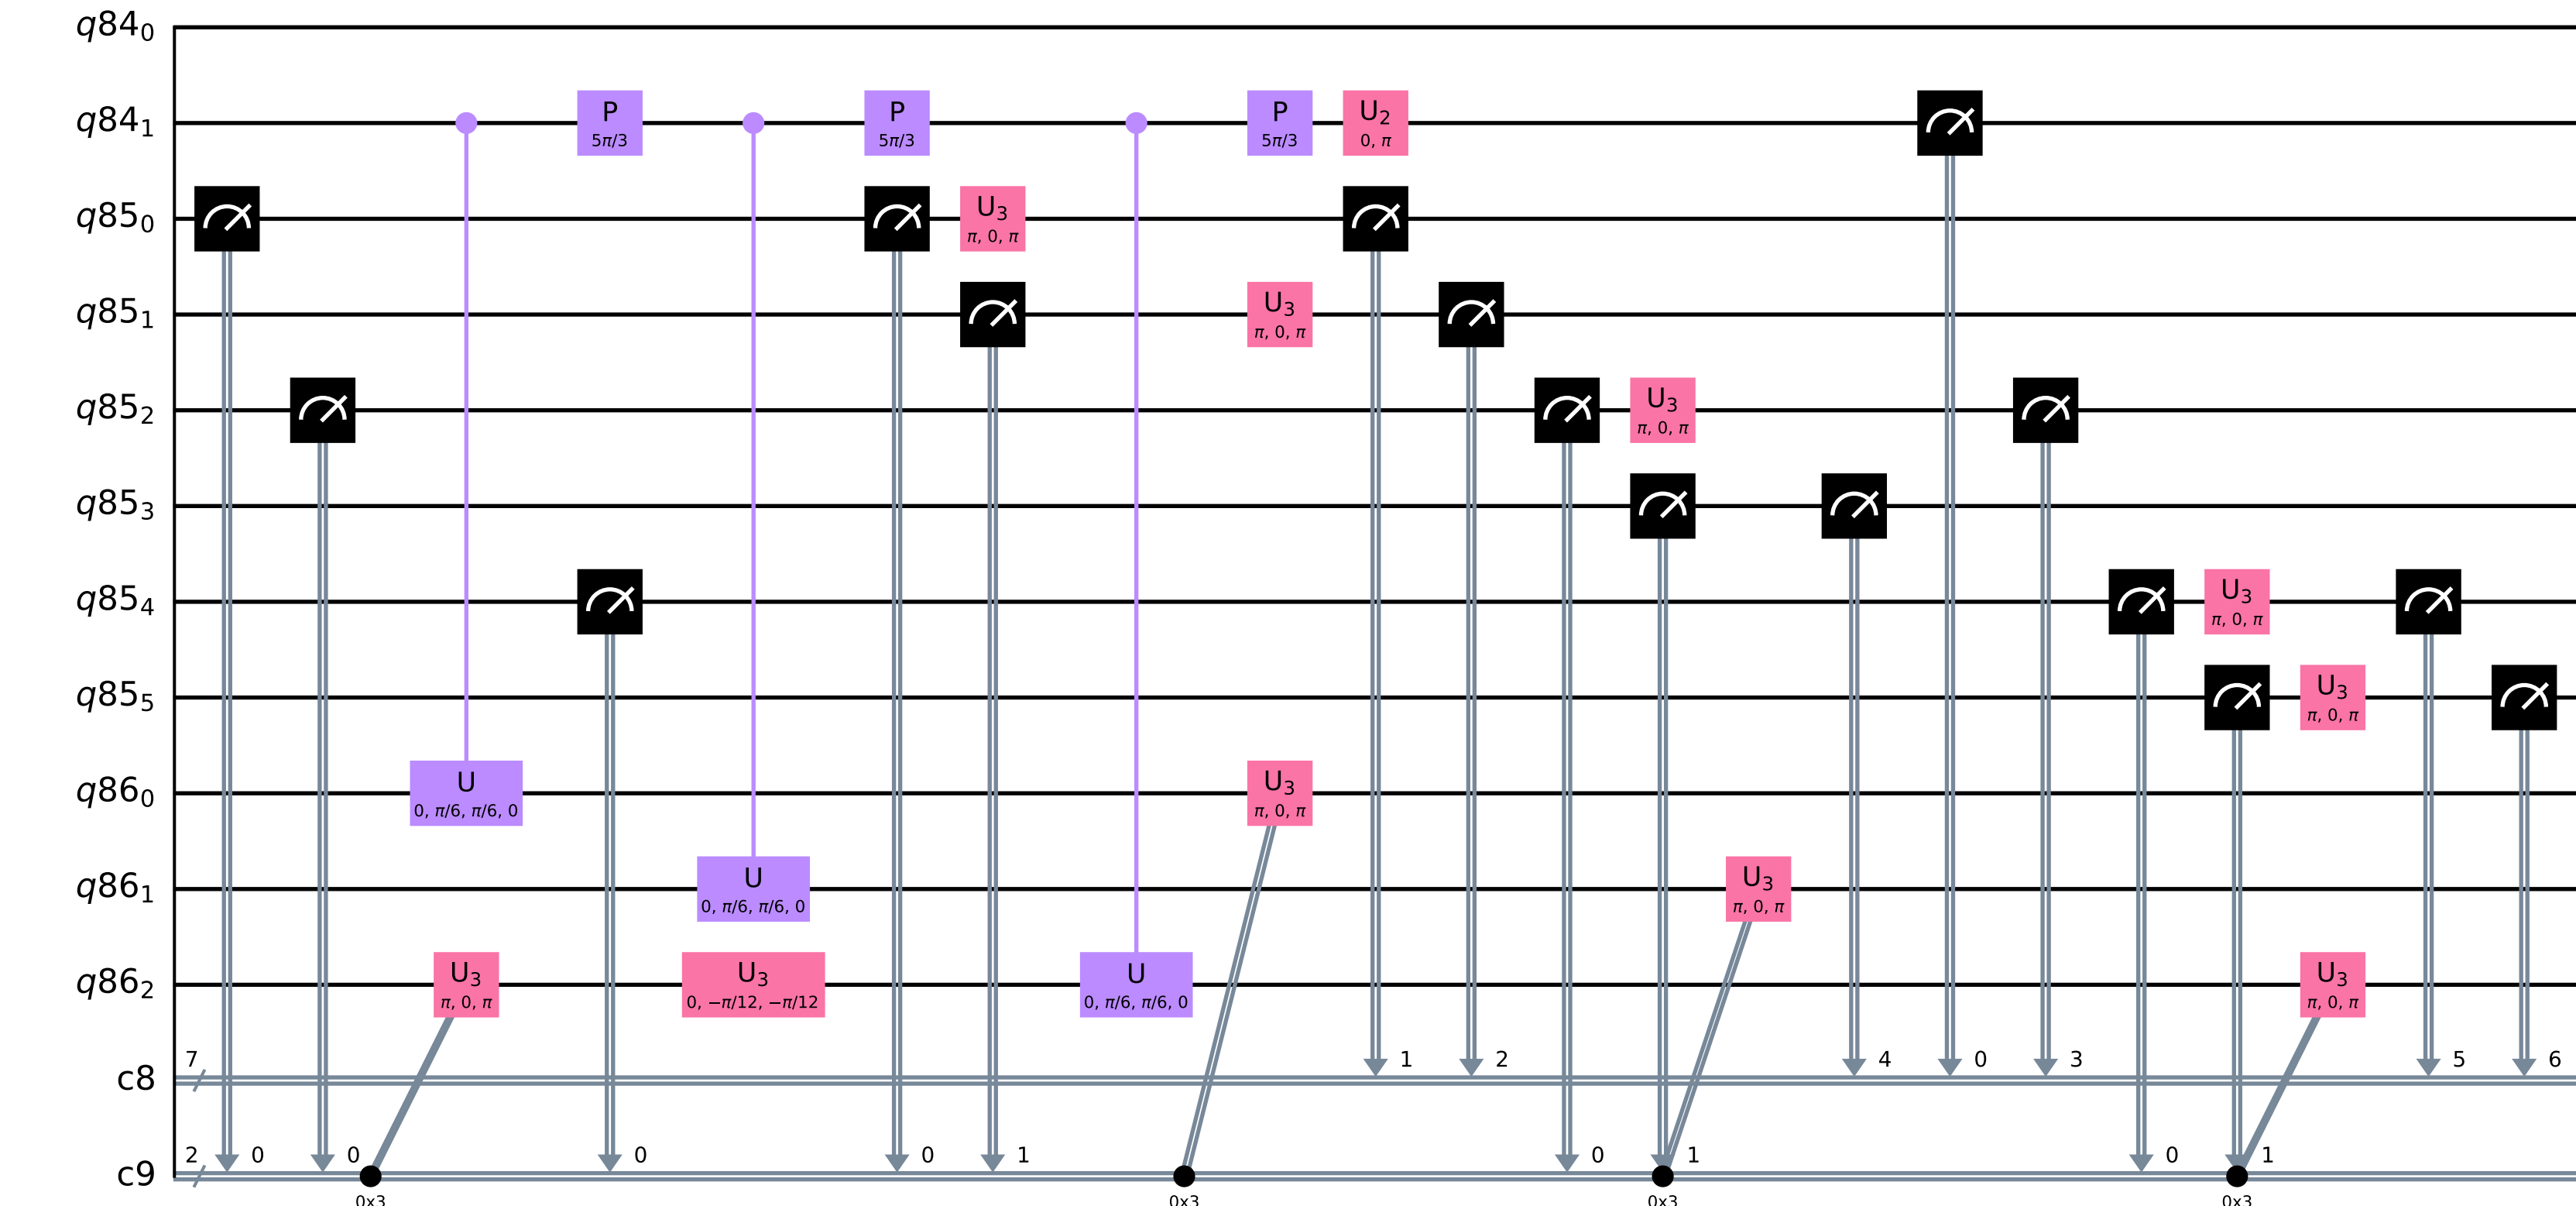 q84₀
q84₁ P 5π/3 P 5π/3 P 5π/3 U₂ 0, π
q85₀ U₃ π, 0, π
q85₁ U₃ π, 0, π
q85₂ U₃ π, 0, π
q85₃
q85₄ U₃ π, 0, π
q85₅ U₃ π, 0, π
q86₀ U 0, π/6, π/6, 0 U₃ π, 0, π
q86₁ U 0, π/6, π/6, 0 U₃ π, 0, π
q86₂ U₃ π, 0, π U₃ 0, −π/12, −π/12 U 0, π/6, π/6, 0 U₃ π, 0, π
c8 7 1 2 4 0 3 5 6
c9 2 0 0 0 0 1 0 1 0 1
0x3 0x3 0x3 0x3